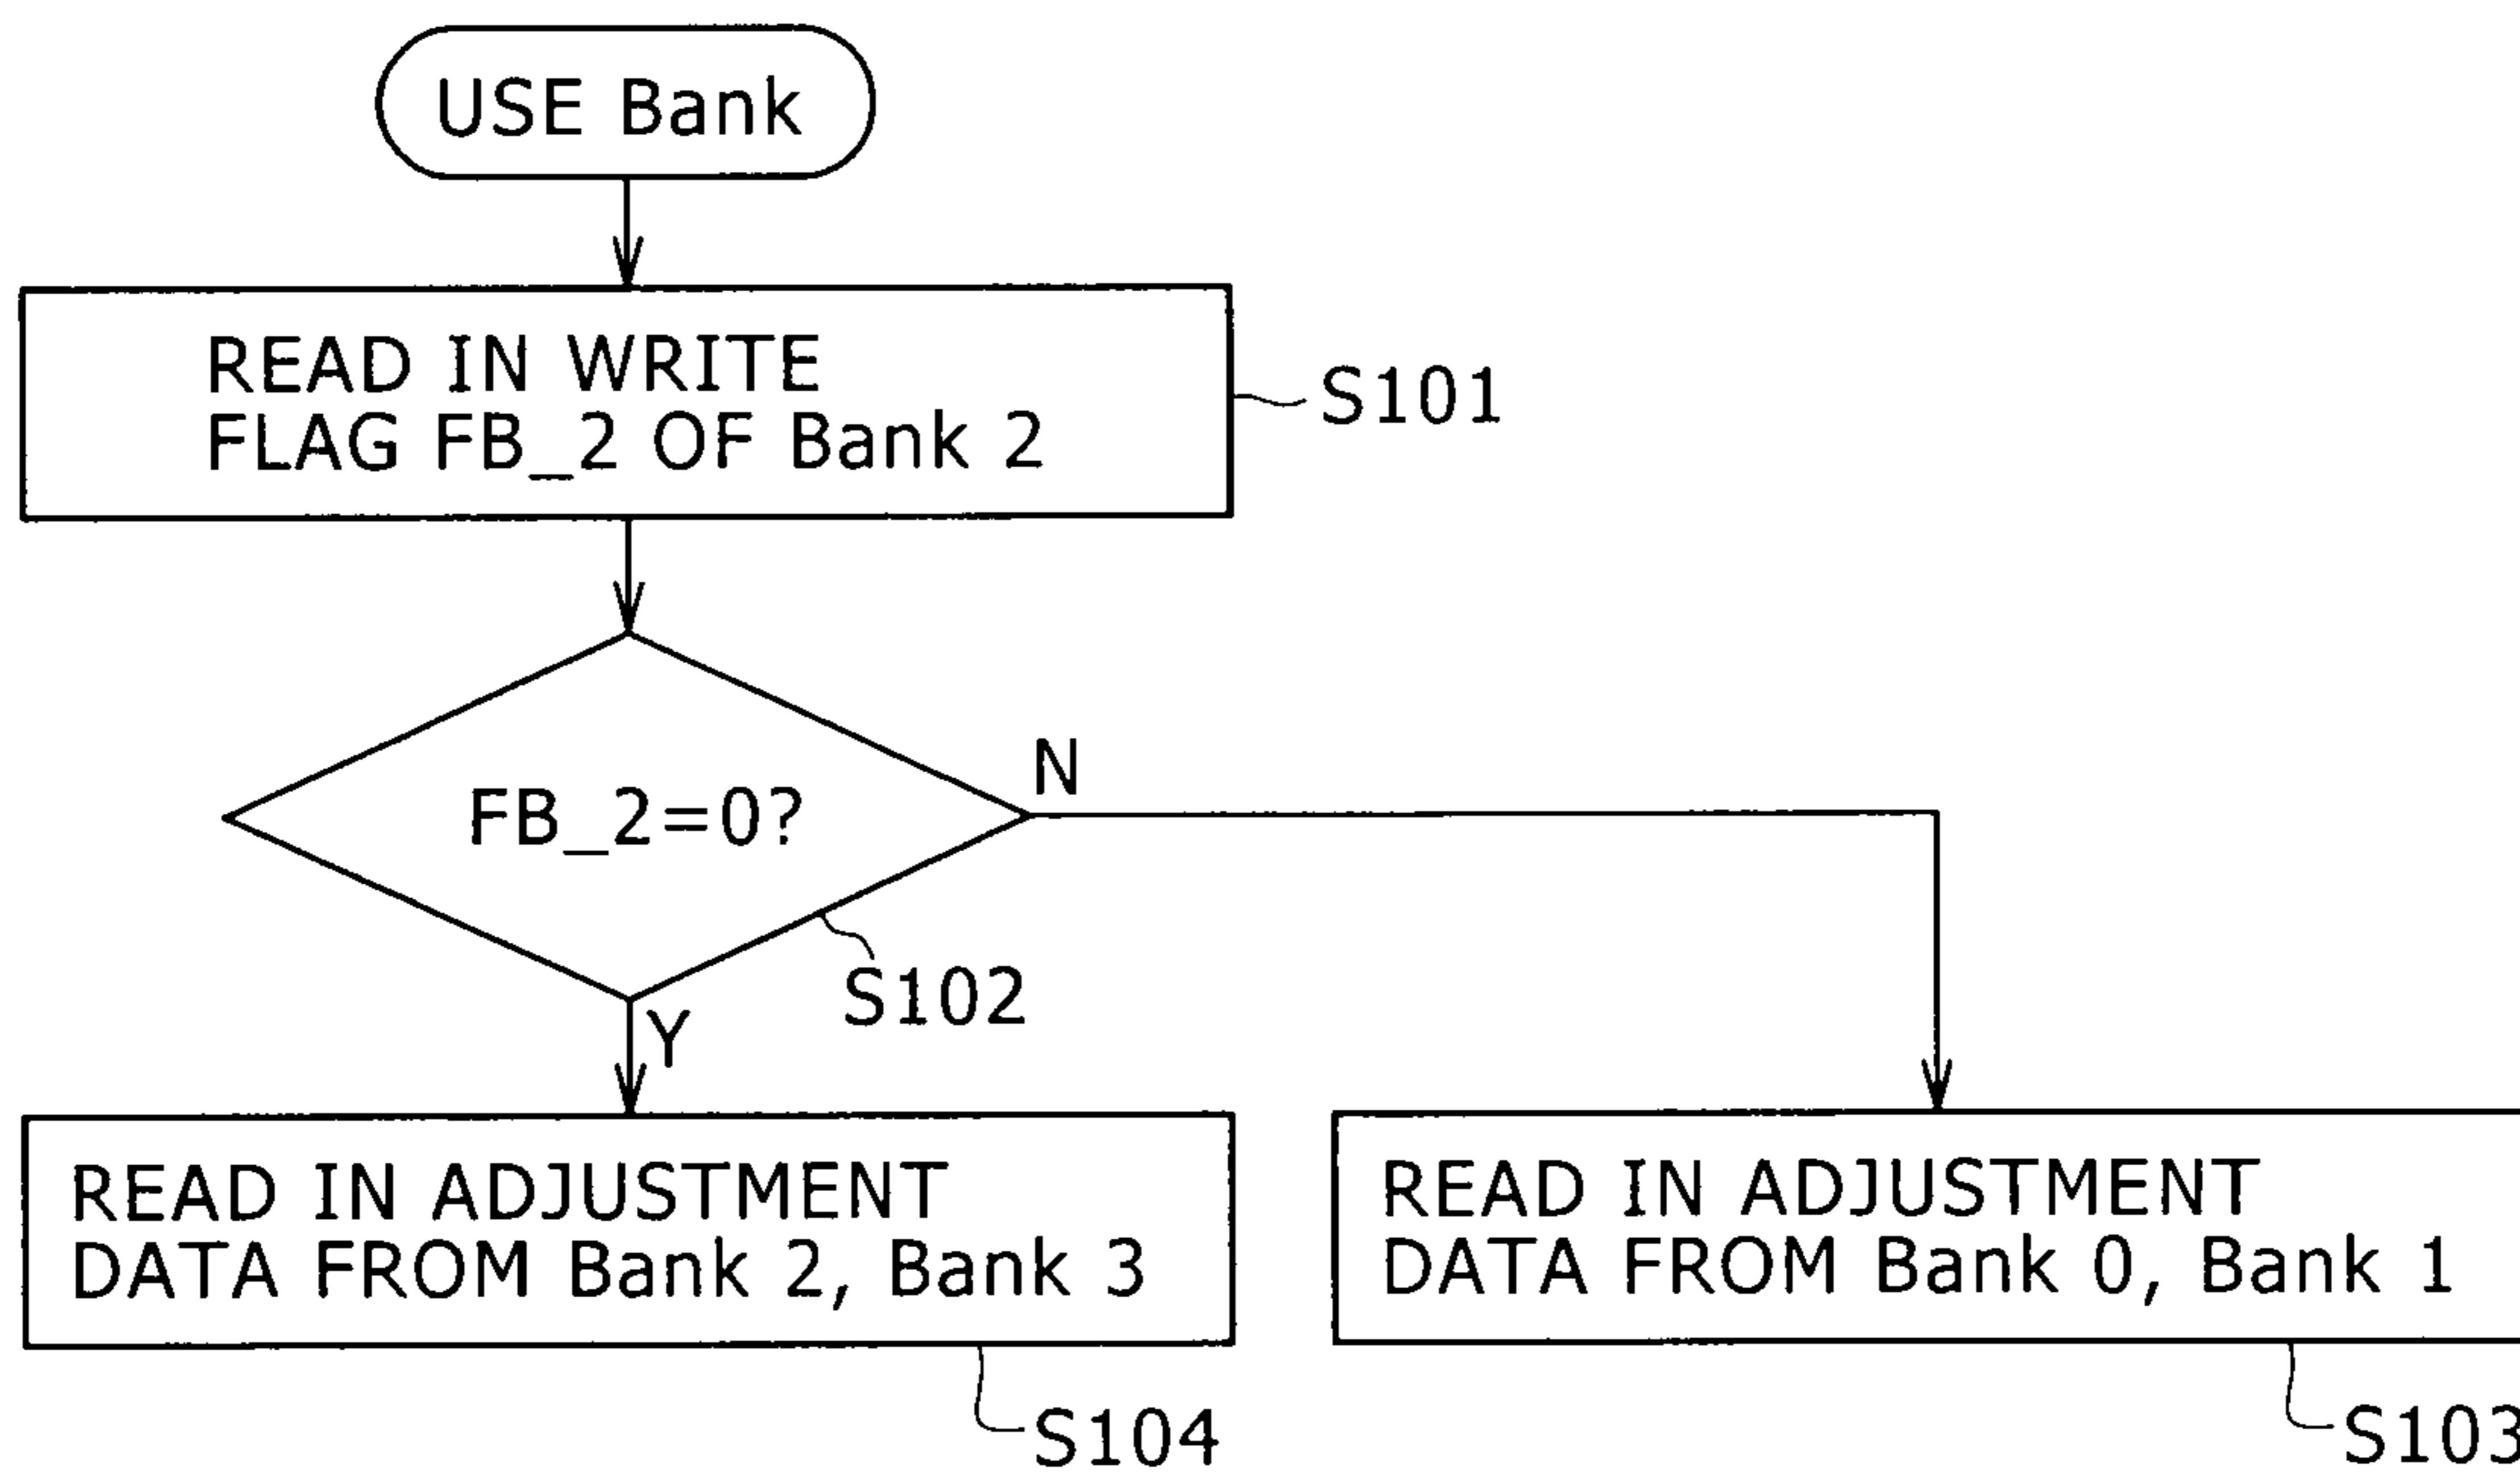 USE Bank
READ IN WRITE
FLAG FB_2 OF Bank 2
S101
FB_2=0?
N
S102
Y
READ IN ADJUSTMENT
DATA FROM Bank 2, Bank 3
S104
READ IN ADJUSTMENT
DATA FROM Bank 0, Bank 1
S103